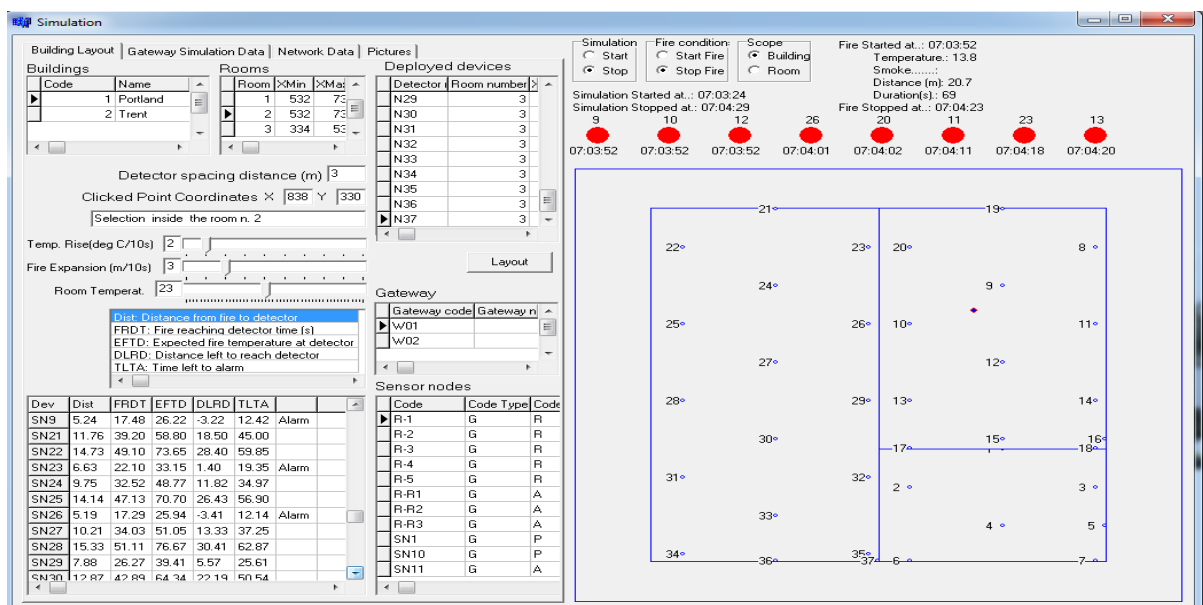 Simulation
Building Layout Gateway Simulation Data Network Data Pictures
Buildings
Code Name
1 Portland
2 Trent
Rooms
Room XMin XMa
1 532 73
2 532 73
3 334 53
Detector spacing distance (m) 3
Clicked Point Coordinates X 838 Y 330
Selection inside the room n. 2
Temp. Rise(deg C/10s) 2
Fire Expansion (m/10s) 3
Room Temperat. 23
Dist: Distance from fire to detector
FRDT: Fire reaching detector time (s)
EFTD: Expected fire temperature at detector
DLRD: Distance left to reach detector
TLTA: Time left to alarm
Dev Dist FRDT EFTD DLRD TLTA
SN9 5.24 17.48 26.22 -3.22 12.42 Alarm
SN21 11.76 39.20 58.80 18.50 45.00
SN22 14.73 49.10 73.65 28.40 59.85
SN23 6.63 22.10 33.15 1.40 19.35 Alarm
SN24 9.75 32.52 48.77 11.82 34.97
SN25 14.14 47.13 70.70 26.43 56.90
SN26 5.19 17.29 25.94 -3.41 12.14 Alarm
SN27 10.21 34.03 51.05 13.33 37.25
SN28 15.33 51.11 76.67 30.41 62.87
SN29 7.88 26.27 39.41 5.57 25.61
SN30 12.87 42.89 64.34 22.19 50.54
Deployed devices
Detector Room number X
N29 3
N30 3
N31 3
N32 3
N33 3
N34 3
N35 3
N36 3
N37 3
Layout
Gateway
Gateway code Gateway n
W01
W02
Sensor nodes
Code Code Type Code
R-1 G R
R-2 G R
R-3 G R
R-4 G R
R-5 G R
R-R1 G A
R-R2 G A
R-R3 G A
SN1 G P
SN10 G P
SN11 G A
Simulation
Start
Stop
Fire condition:
Start Fire
Stop Fire
Scope
Building
Room
Simulation Started at..: 07:03:24
Simulation Stopped at.: 07:04:29
Fire Started at..: 07:03:52
Temperature.: 13.8
Smoke.......:
Distance (m): 20.7
Duration(s).: 69
Fire Stopped at..: 07:04:23
9 10 12 26 20 11 23 13
07:03:52 07:03:52 07:03:52 07:04:01 07:04:02 07:04:11 07:04:18 07:04:20
21 19
22 23 20 8
24 9
25 26 10 11
27 12
28 29 13 14
30 15 16
17 18
31 32 2 3
33 4 5
34 35
36 37 6 7